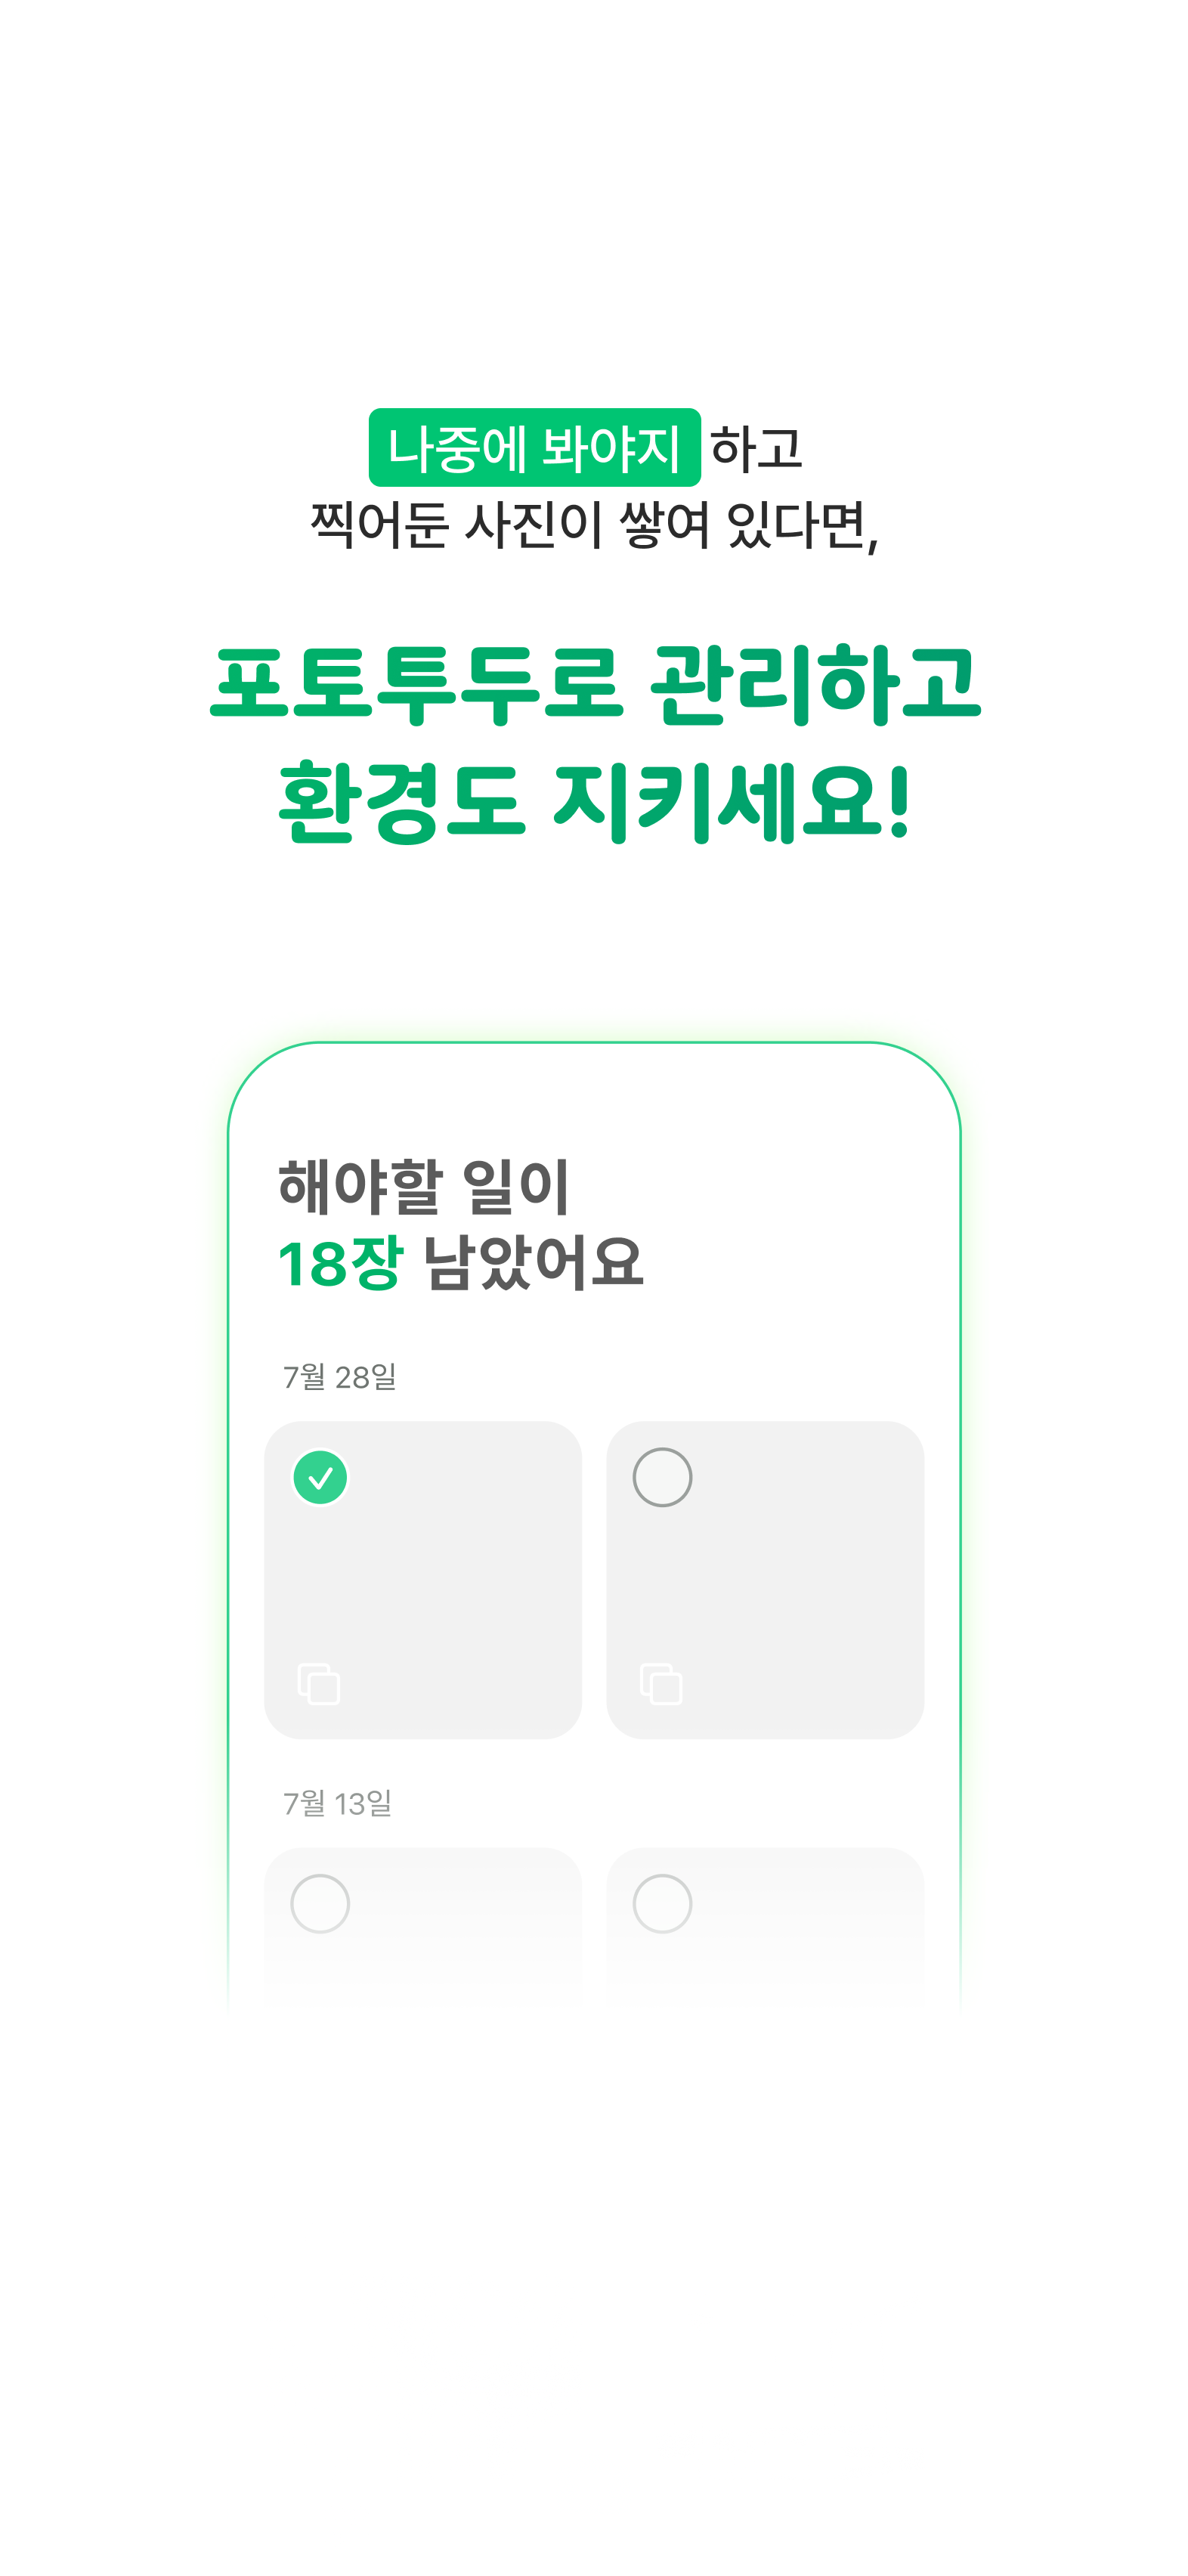 나중에 봐야지 하고
찍어둔 사진이 쌓여 있다면,
포토투두로 관리하고
환경도 지키세요!
해야할 일이
18장 남았어요
7월 28일
7월 13일